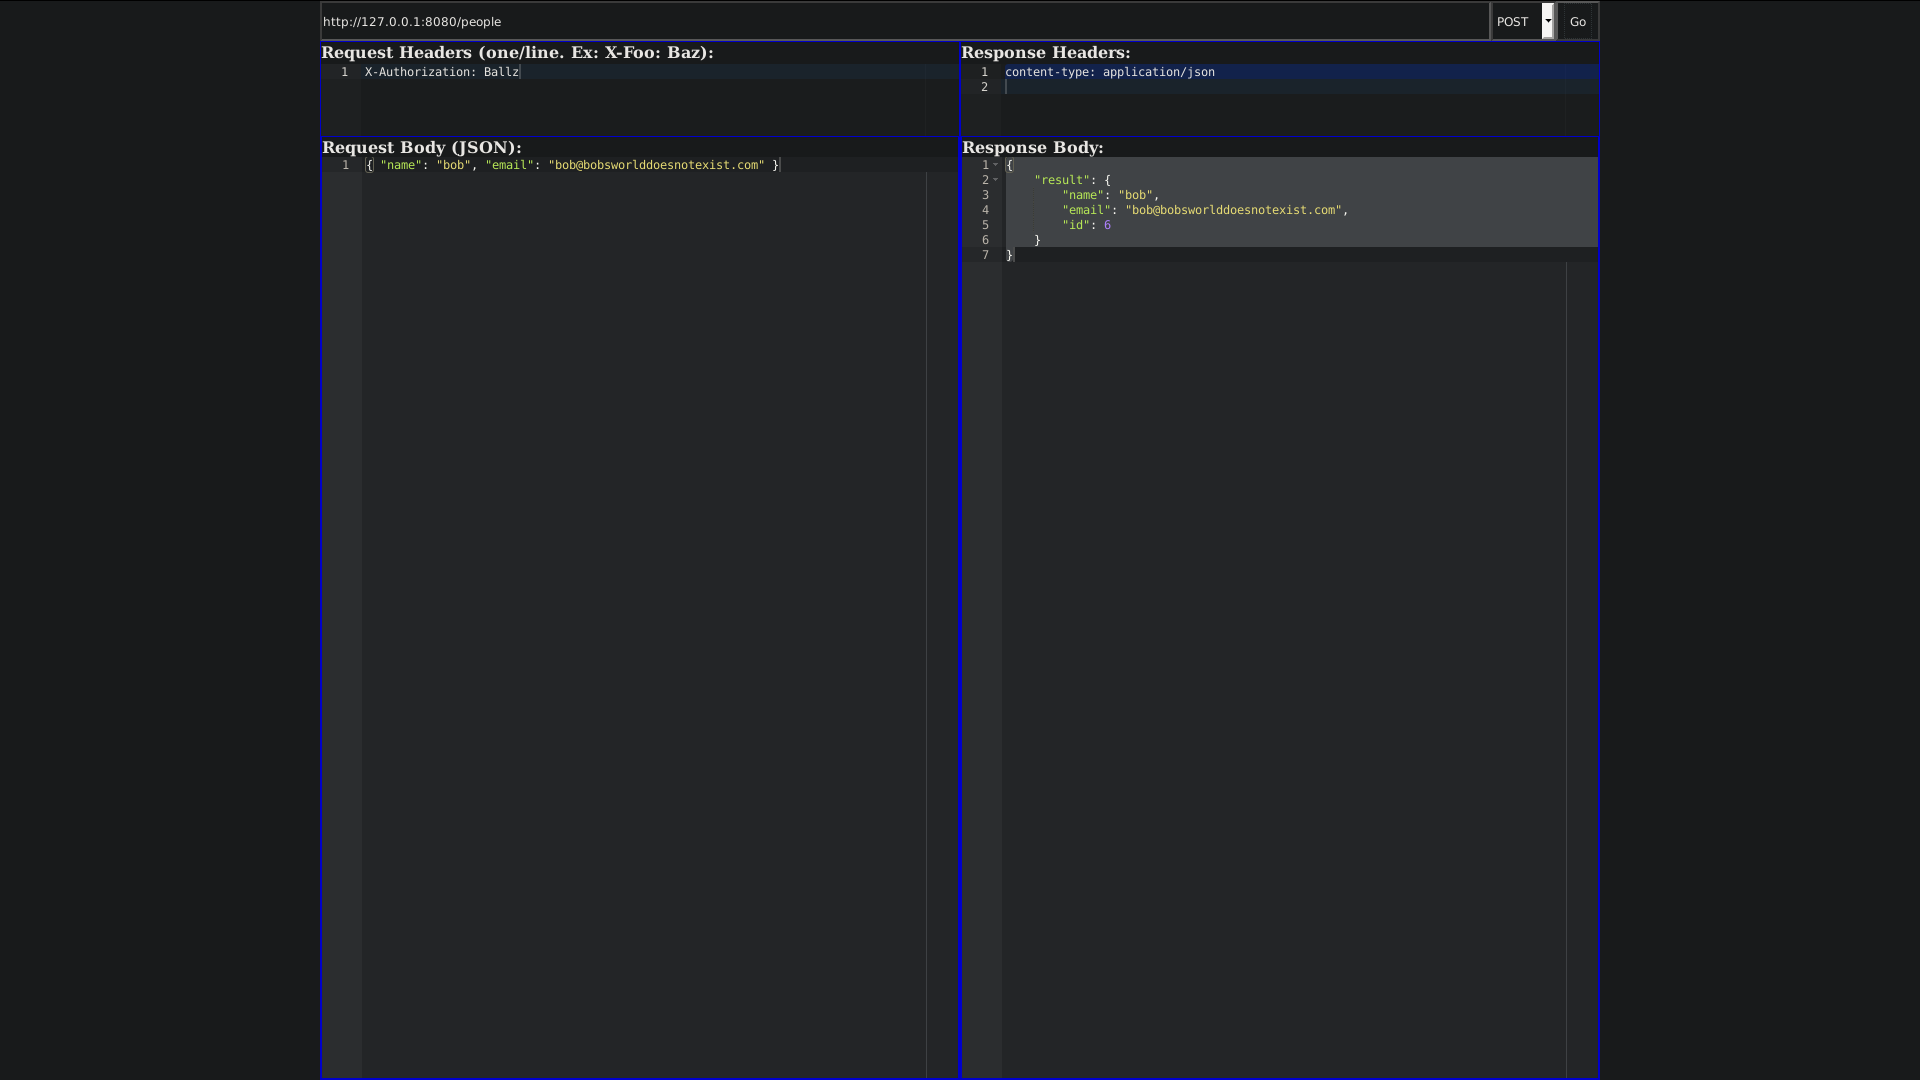 http://127.0.0.1:8080/people POST Go
Request Headers (one/line. Ex: X-Foo: Baz):
1 X-Authorization: Ballz
Response Headers:
1 content-type: application/json
2
Request Body (JSON):
1 { "name": "bob", "email": "bob@bobsworlddoesnotexist.com" }
Response Body:
1 {
2 "result": {
3 "name": "bob",
4 "email": "bob@bobsworlddoesnotexist.com",
5 "id": 6
6 }
7 }